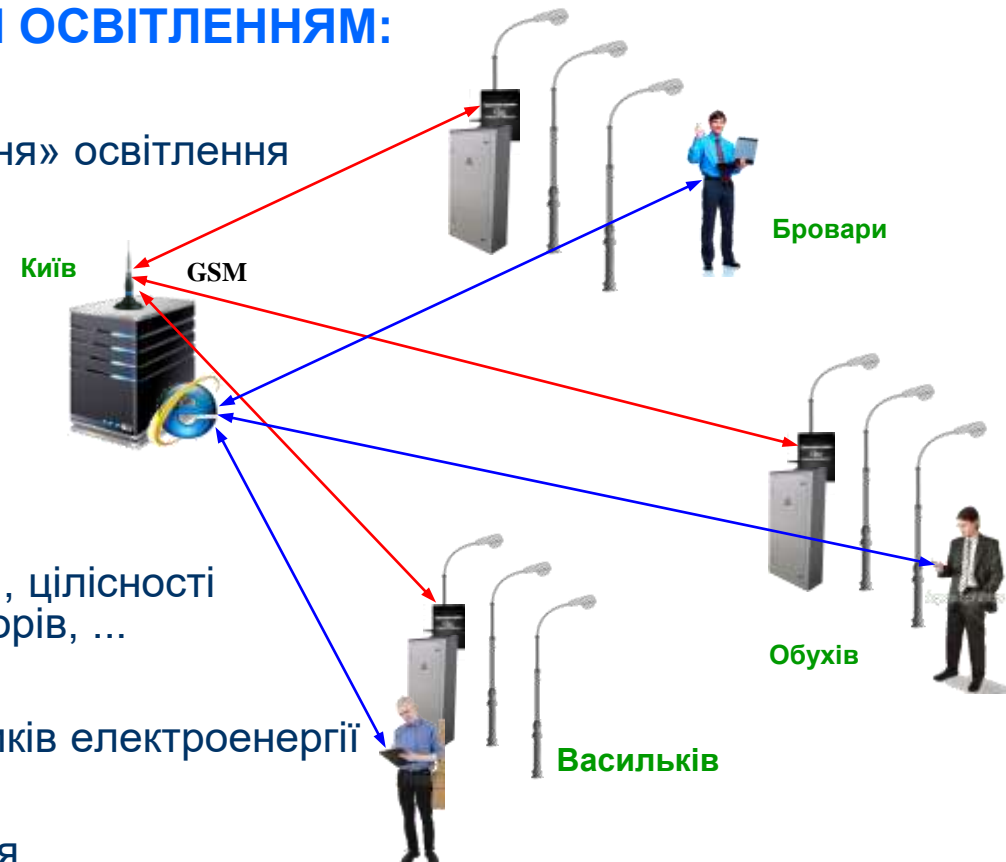 ОСВІТЛЕННЯМ:
ня» освітлення
Бровари
Київ
GSM
, цілісності
орів, ...
Обухів
ків електроенергії
Васильків
я